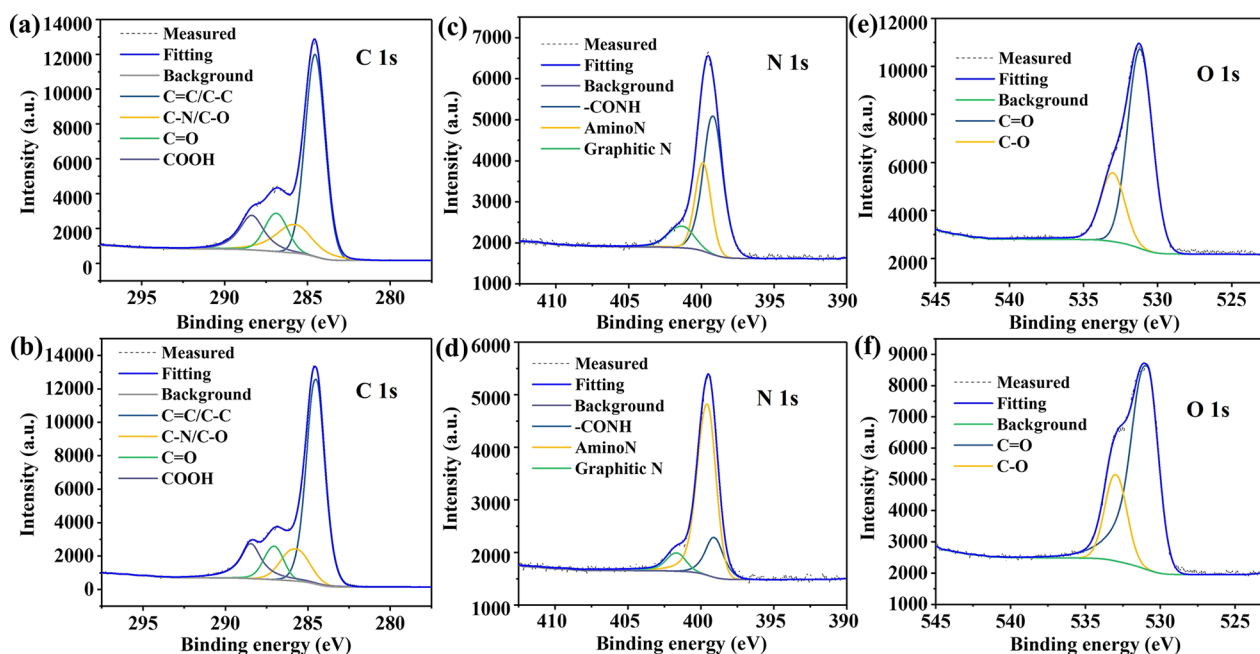 (a)
14000
12000
10000
8000
6000
4000
2000
0
Intensity (a.u.)
Measured
Fitting
Background
C=C/C-C
C-N/C-O
C=O
COOH
C 1s
295 290 285 280
Binding energy (eV)
(c)
7000
6000
5000
4000
3000
2000
1000
Intensity (a.u.)
Measured
Fitting
Background
-CONH
AminoN
Graphitic N
N 1s
410 405 400 395 390
Binding energy (eV)
(e)
12000
10000
8000
6000
4000
2000
Intensity (a.u.)
Measured
Fitting
Background
C=O
C-O
O 1s
545 540 535 530 525
Binding energy (eV)
(b)
14000
12000
10000
8000
6000
4000
2000
0
Intensity (a.u.)
Measured
Fitting
Background
C=C/C-C
C-N/C-O
C=O
COOH
C 1s
295 290 285 280
Binding energy (eV)
(d)
6000
5000
4000
3000
2000
1000
Intensity (a.u.)
Measured
Fitting
Background
-CONH
AminoN
Graphitic N
N 1s
410 405 400 395 390
Binding energy (eV)
(f)
9000
8000
7000
6000
5000
4000
3000
2000
1000
Intensity (a.u.)
Measured
Fitting
Background
C=O
C-O
O 1s
545 540 535 530 525
Binding energy (eV)